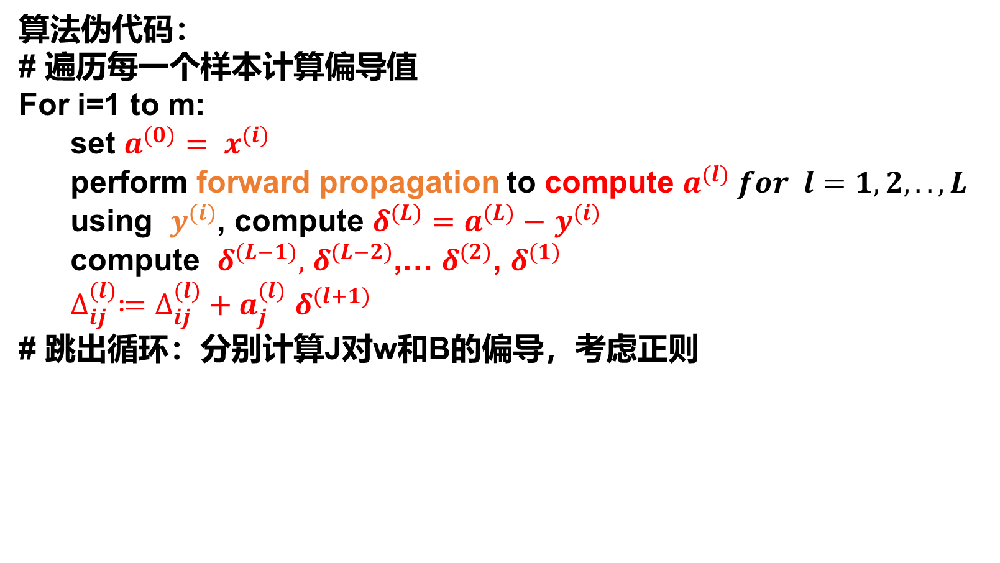 算法伪代码：
# 遍历每一个样本计算偏导值
For i=1 to m:
set $a^{(0)} = x^{(i)}$
perform forward propagation to compute $a^{(l)}$ $for\ l = 1, 2, .., L$
using $y^{(i)}$, compute $\delta^{(L)} = a^{(L)} - y^{(i)}$
compute $\delta^{(L-1)}, \delta^{(L-2)}$,… $\delta^{(2)}$, $\delta^{(1)}$
$\Delta_{ij}^{(l)} := \Delta_{ij}^{(l)} + a_j^{(l)} \delta^{(l+1)}$
# 跳出循环：分别计算J对w和B的偏导，考虑正则